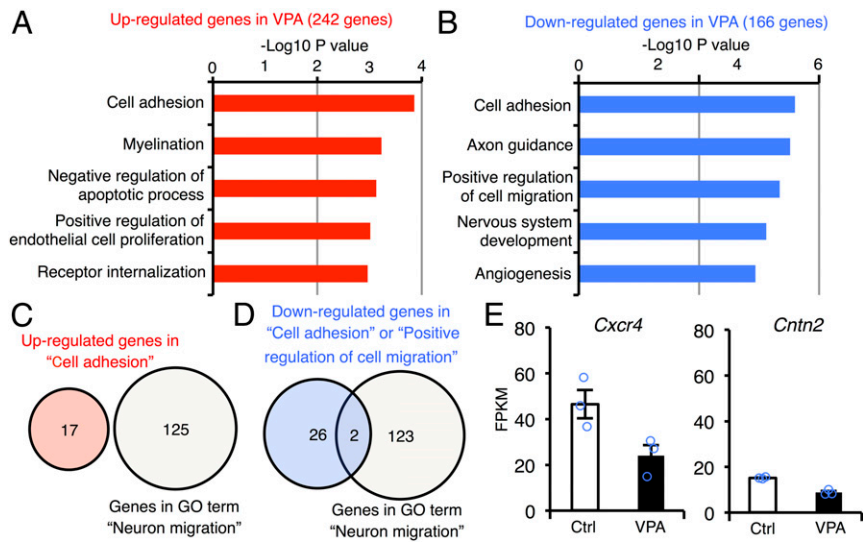 A
Up-regulated genes in VPA (242 genes)
-Log10 P value
0 1 2 3 4
Cell adhesion
Myelination
Negative regulation of
apoptotic process
Positive regulation of
endothelial cell proliferation
Receptor internalization
B
Down-regulated genes in VPA (166 genes)
-Log10 P value
0 2 4 6
Cell adhesion
Axon guidance
Positive regulation
of cell migration
Nervous system
development
Angiogenesis
C
Up-regulated genes in
“Cell adhesion”
17
125
Genes in GO term
“Neuron migration”
D
Down-regulated genes in
“Cell adhesion” or “Positive
regulation of cell migration”
26
2
123
Genes in GO term
“Neuron migration”
E
Cxcr4
FPKM
80
60
40
20
0
Ctrl VPA
Cntn2
80
60
40
20
0
Ctrl VPA